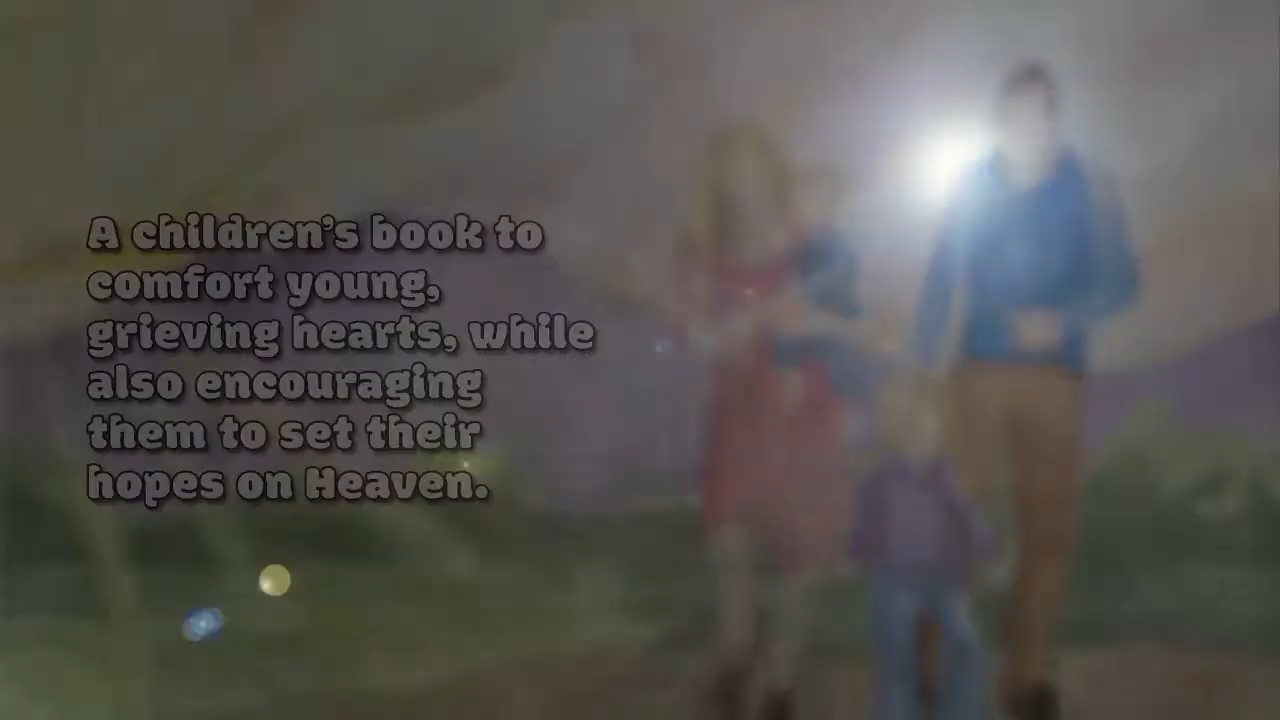 A children's book to
comfort young,
grieving hearts, while
also encouraging
them to set their
hopes on Heaven.